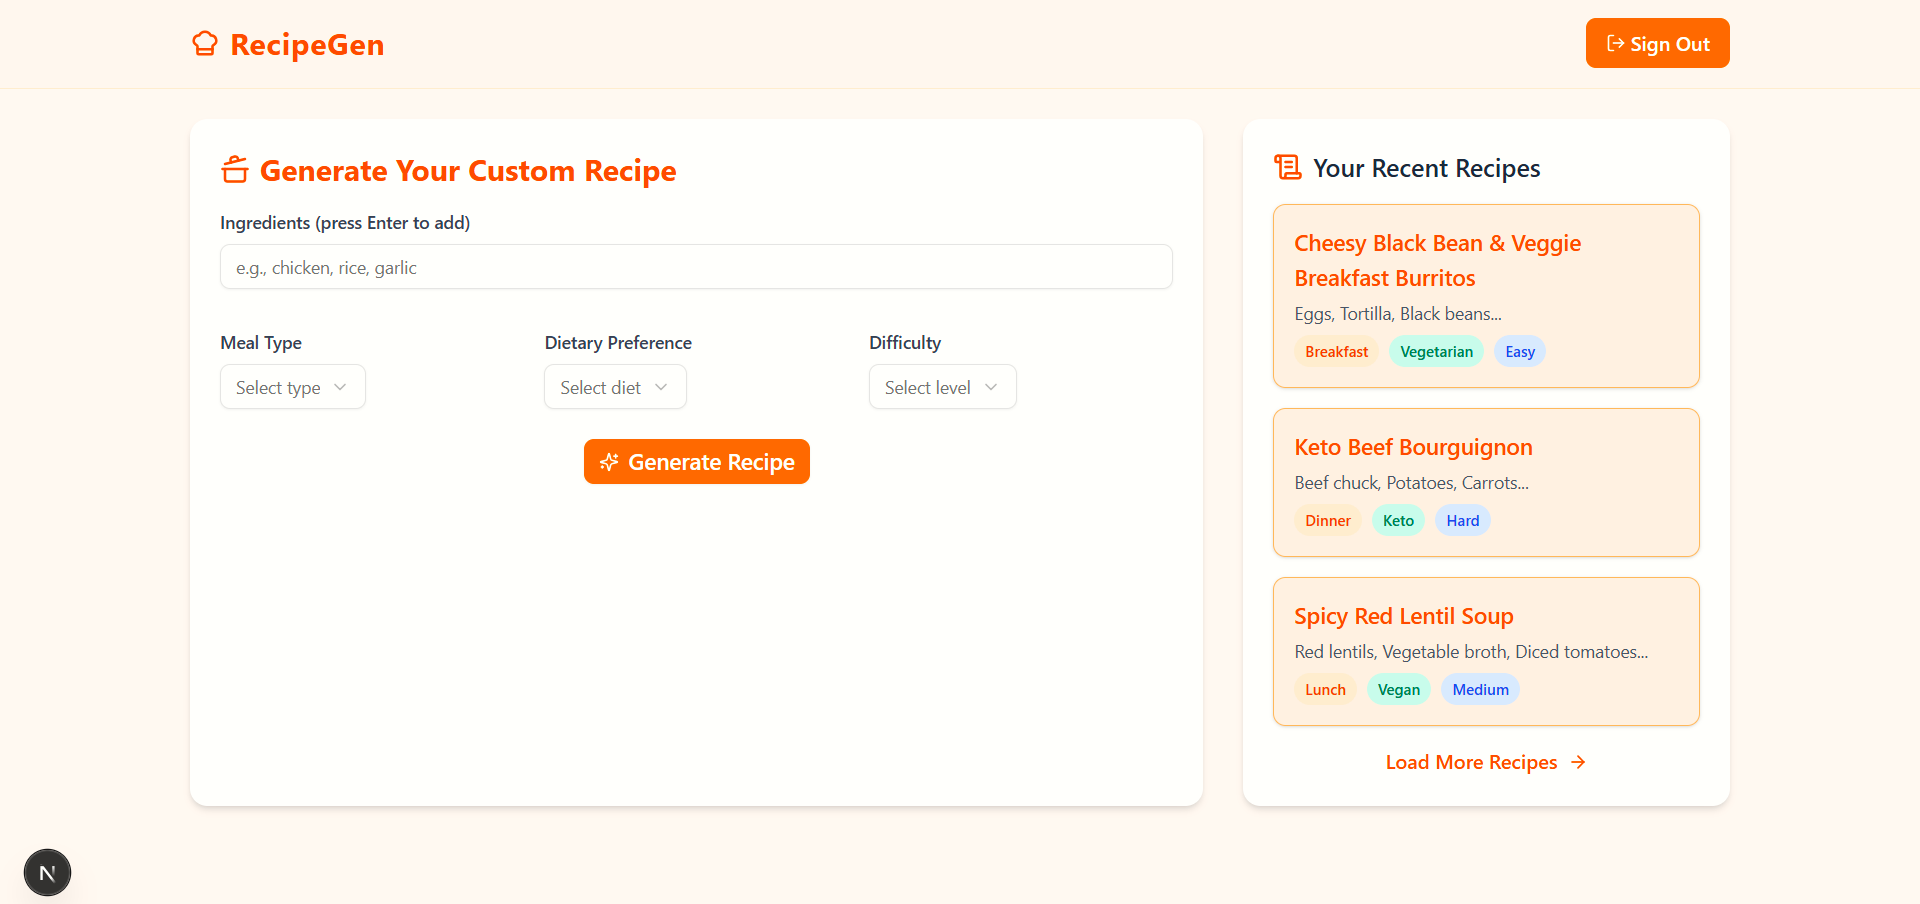 RecipeGen
Sign Out
Generate Your Custom Recipe
Ingredients (press Enter to add)
e.g., chicken, rice, garlic
Meal Type
Dietary Preference
Difficulty
Select type
Select diet
Select level
Generate Recipe
Your Recent Recipes
Cheesy Black Bean & Veggie
Breakfast Burritos
Eggs, Tortilla, Black beans...
Breakfast
Vegetarian
Easy
Keto Beef Bourguignon
Beef chuck, Potatoes, Carrots...
Dinner
Keto
Hard
Spicy Red Lentil Soup
Red lentils, Vegetable broth, Diced tomatoes...
Lunch
Vegan
Medium
Load More Recipes
N